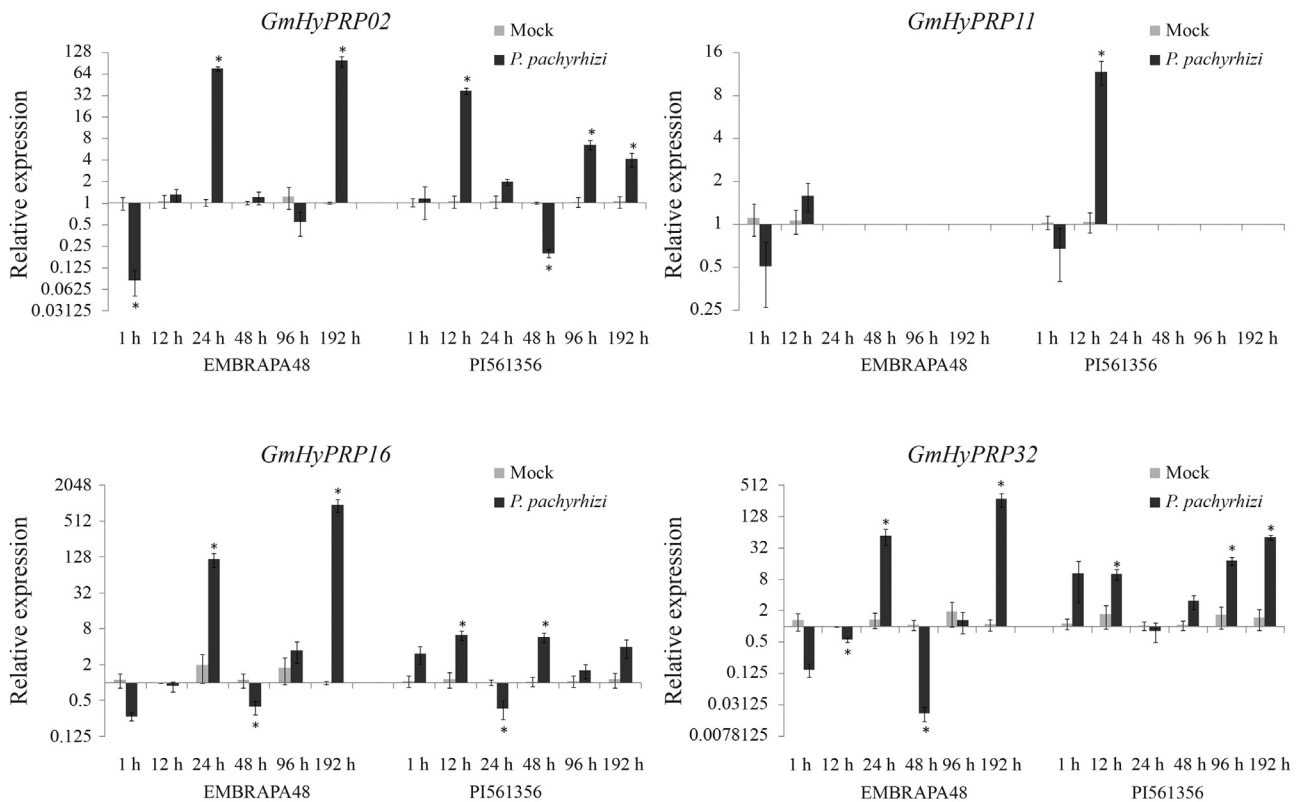 GmHyPRP02
Mock
P. pachyrhizi
Relative expression
128
64
32
16
8
4
2
1
0.5
0.25
0.125
0.0625
0.03125
* * * * * * *
1 h 12 h 24 h 48 h 96 h 192 h 1 h 12 h 24 h 48 h 96 h 192 h
EMBRAPA48 PI561356
GmHyPRP11
Mock
P. pachyrhizi
Relative expression
16
8
4
2
1
0.5
0.25
*
1 h 12 h 24 h 48 h 96 h 192 h 1 h 12 h 24 h 48 h 96 h 192 h
EMBRAPA48 PI561356
GmHyPRP16
Mock
P. pachyrhizi
Relative expression
2048
512
128
32
8
2
0.5
0.125
* * * * * *
1 h 12 h 24 h 48 h 96 h 192 h 1 h 12 h 24 h 48 h 96 h 192 h
EMBRAPA48 PI561356
GmHyPRP32
Mock
P. pachyrhizi
Relative expression
512
128
32
8
2
0.5
0.125
0.03125
0.0078125
* * * * * * *
1 h 12 h 24 h 48 h 96 h 192 h 1 h 12 h 24 h 48 h 96 h 192 h
EMBRAPA48 PI561356